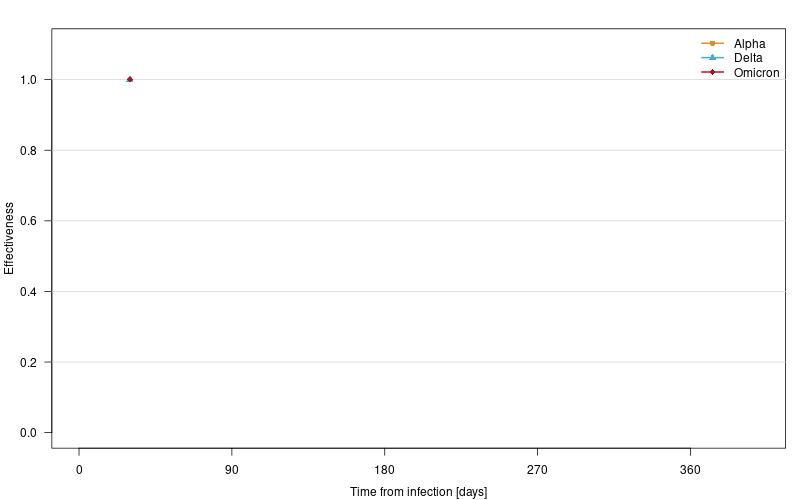 Alpha
Delta
Omicron
1.0
0.8
0.6
0.4
0.2
0.0
Effectiveness
0 90 180 270 360
Time from infection [days]